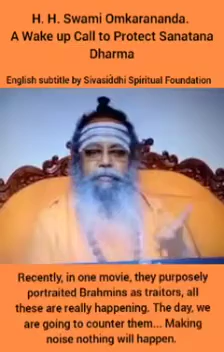 H. H. Swami Omkarananda.
A Wake up Call to Protect Sanatana
Dharma
English subtitle by Sivasiddhi Spiritual Foundation
Recently, in one movie, they purposely
portraited Brahmins as traitors, all
these are really happening. The day, we
are going to counter them... Making
noise nothing will happen.